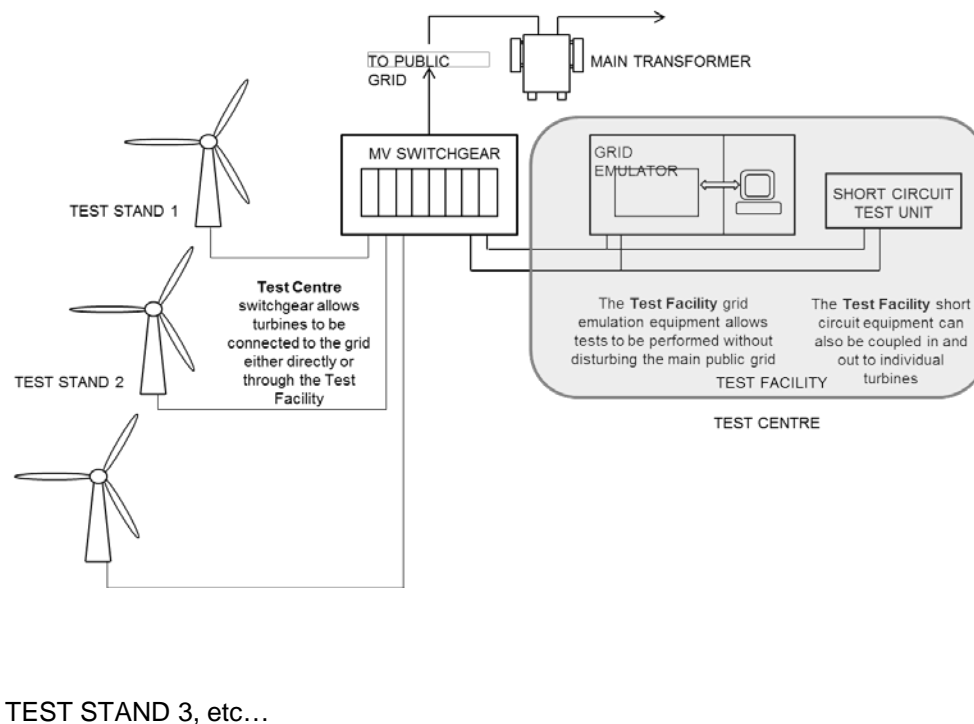 TO PUBLIC
GRID
MAIN TRANSFORMER
MV SWITCHGEAR
GRID
EMULATOR
SHORT CIRCUIT
TEST UNIT
TEST STAND 1
Test Centre
switchgear allows
turbines to be
connected to the grid
either directly or
through the Test
Facility
The Test Facility grid
emulation equipment allows
tests to be performed without
disturbing the main public grid
The Test Facility short
circuit equipment can
also be coupled in and
out to individual
turbines
TEST STAND 2
TEST FACILITY
TEST CENTRE
TEST STAND 3, etc…